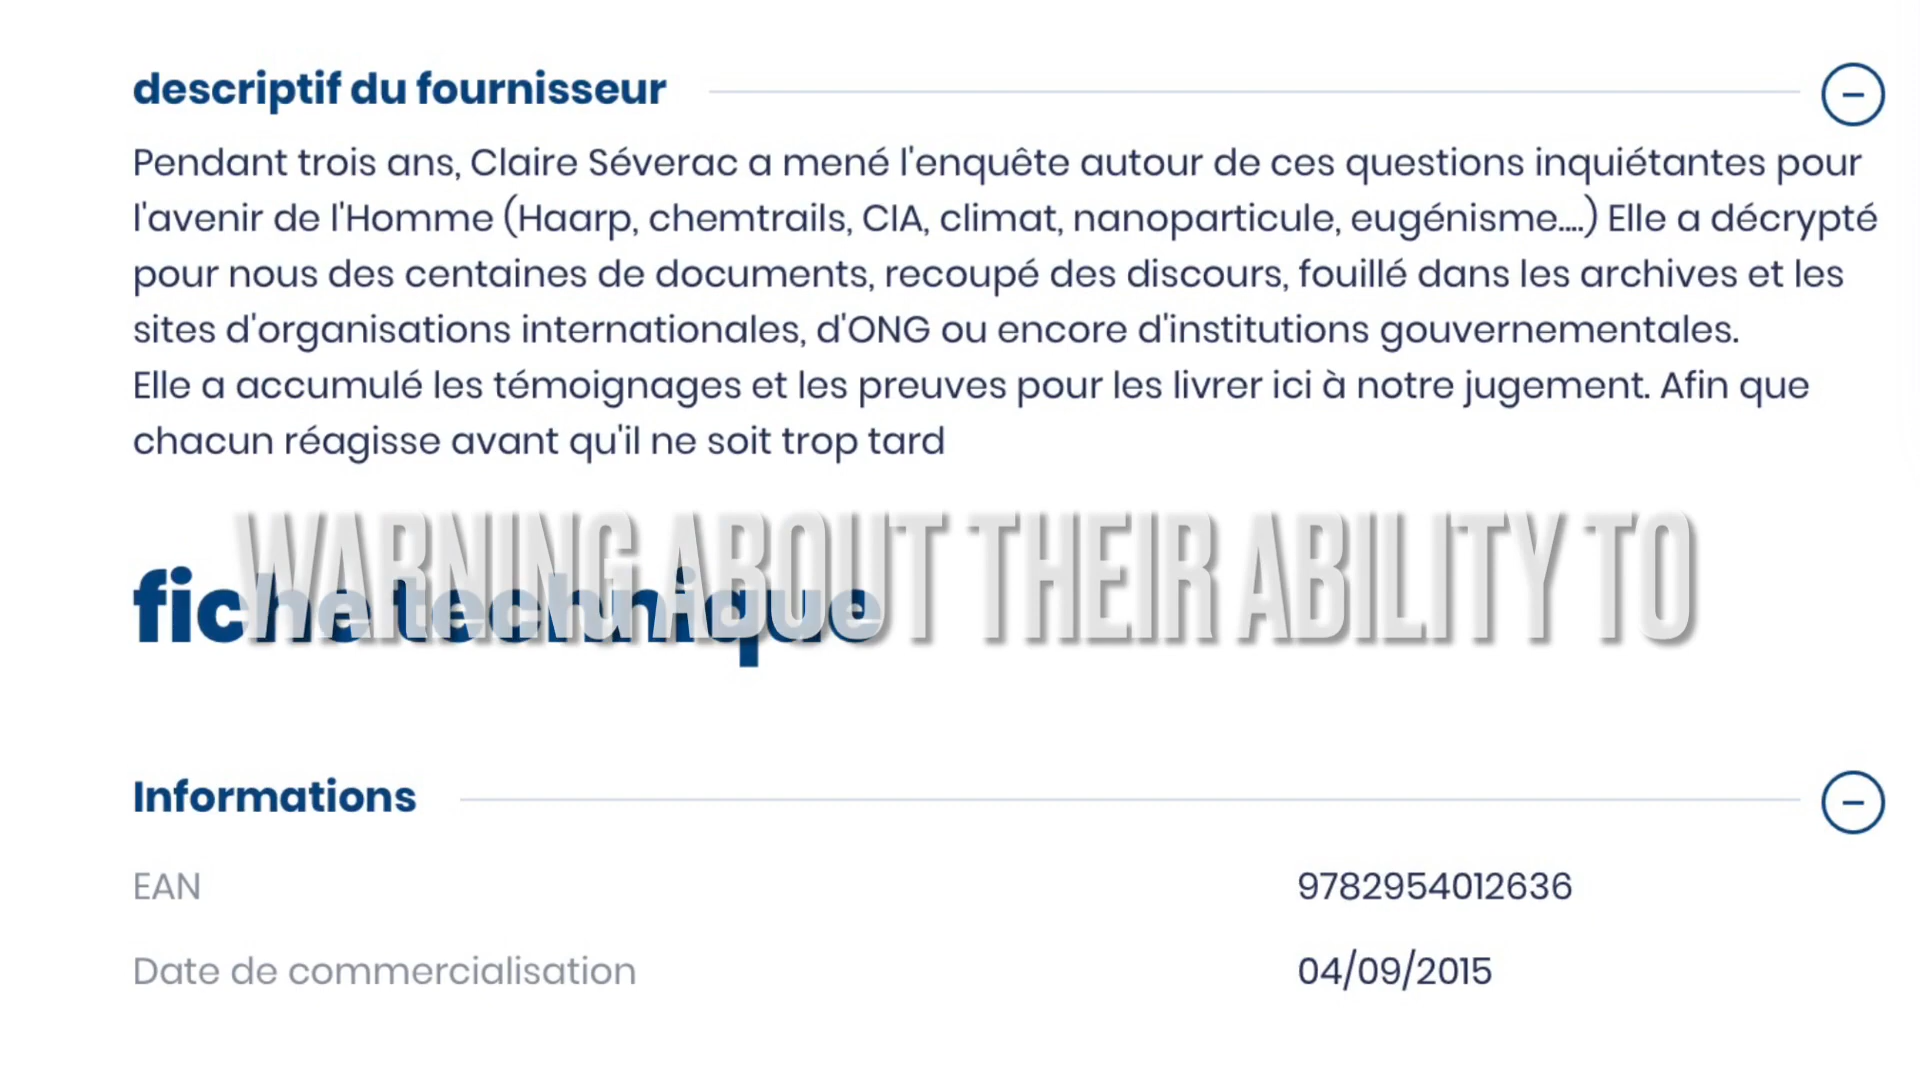 descriptif du fournisseur
Pendant trois ans, Claire Séverac a mené l'enquête autour de ces questions inquiétantes pour
l'avenir de l'Homme (Haarp, chemtrails, CIA, climat, nanoparticule, eugénisme....) Elle a décrypté
pour nous des centaines de documents, recoupé des discours, fouillé dans les archives et les
sites d'organisations internationales, d'ONG ou encore d'institutions gouvernementales.
Elle a accumulé les témoignages et les preuves pour les livrer ici à notre jugement. Afin que
chacun réagisse avant qu'il ne soit trop tard
WARNING ABOUT THEIR ABILITY TO
fiche technique
Informations
EAN 9782954012636
Date de commercialisation 04/09/2015